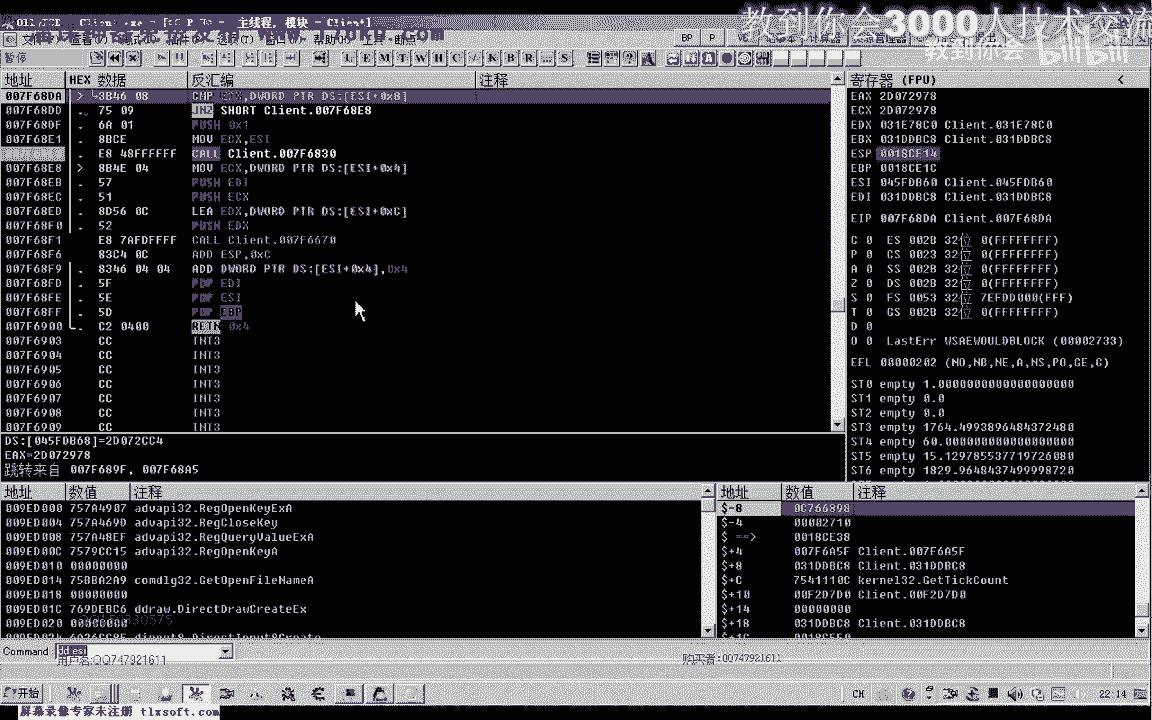 教到你会3000人技术交流
教到你会 bilibili
暂停
L E M T W H C / K B R ... S
BP P
地址 HEX 数据 反汇编 注释
007F68DA > 3B46 08 CMP EAX,DWORD PTR DS:[ESI+0x8]
007F68DD . 75 09 JNZ SHORT Client.007F68E8
007F68DF . 6A 01 PUSH 0x1
007F68E1 . 8BCE MOV ECX,ESI
. E8 48FFFFFF CALL Client.007F6830
007F68E8 > 8B4E 04 MOV ECX,DWORD PTR DS:[ESI+0x4]
007F68EB . 57 PUSH EDI
007F68EC . 51 PUSH ECX
007F68ED . 8D56 0C LEA EDX,DWORD PTR DS:[ESI+0xC]
007F68F0 . 52 PUSH EDX
007F68F1 E8 7AFDFFFF CALL Client.007F6670
007F68F6 83C4 0C ADD ESP,0xC
007F68F9 . 8346 04 04 ADD DWORD PTR DS:[ESI+0x4],0x4
007F68FD . 5F POP EDI
007F68FE . 5E POP ESI
007F68FF . 5D POP EBP
007F6900 . C2 0400 RETN 0x4
007F6903 CC INT3
007F6904 CC INT3
007F6905 CC INT3
007F6906 CC INT3
007F6907 CC INT3
007F6908 CC INT3
007F6909 CC INT3
DS:[045FDB68]=2D072CC4
EAX=2D072978
跳转来自 007F689F, 007F68A5
寄存器 (FPU) <
EAX 2D072978
ECX 2D072978
EDX 031E78C0 Client.031E78C0
EBX 031DDBC8 Client.031DDBC8
ESP 0018CE14
EBP 0018CE1C
ESI 045FDB60 Client.045FDB60
EDI 031DDBC8 Client.031DDBC8
EIP 007F68DA Client.007F68DA
C 0 ES 002B 32位 0(FFFFFFFF)
P 0 CS 0023 32位 0(FFFFFFFF)
A 0 SS 002B 32位 0(FFFFFFFF)
Z 0 DS 002B 32位 0(FFFFFFFF)
S 0 FS 0053 32位 7EFDD000(FFF)
T 0 GS 002B 32位 0(FFFFFFFF)
D 0
O 0 LastErr WSAEWOULDBLOCK (00002733)
EFL 00000202 (NO,NB,NE,A,NS,PO,GE,G)
ST0 empty 1.0000000000000000000
ST1 empty 0.0
ST2 empty 0.0
ST3 empty 1764.4993896484372480
ST4 empty 60.000000000000000000
ST5 empty 15.129785537719726080
ST6 empty 1829.9648437499998720
地址 数值 注释
009ED000 757A4907 advapi32.RegOpenKeyExA
009ED004 757A469D advapi32.RegCloseKey
009ED008 757A48EF advapi32.RegQueryValueExA
009ED00C 7579CC15 advapi32.RegOpenKeyA
009ED010 00000000
009ED014 758BA2A9 comdlg32.GetOpenFileNameA
009ED018 00000000
009ED01C 769DEBC6 ddraw.DirectDrawCreateEx
009ED020
地址 数值 注释
$-8 0C766898
$-4 00002710
$ ==> 0018CE38
$+4 007F6A5F Client.007F6A5F
$+8 031DDBC8 Client.031DDBC8
$+C 7541110C kernel32.GetTickCount
$+10 00F2D7D0 Client.00F2D7D0
$+14 00000000
$+18 031DDBC8 Client.031DDBC8
Command : dd esi
用户名:QQ747921611
开始
CH
22:14
屏幕录像专家未注册 tlxsoft.com